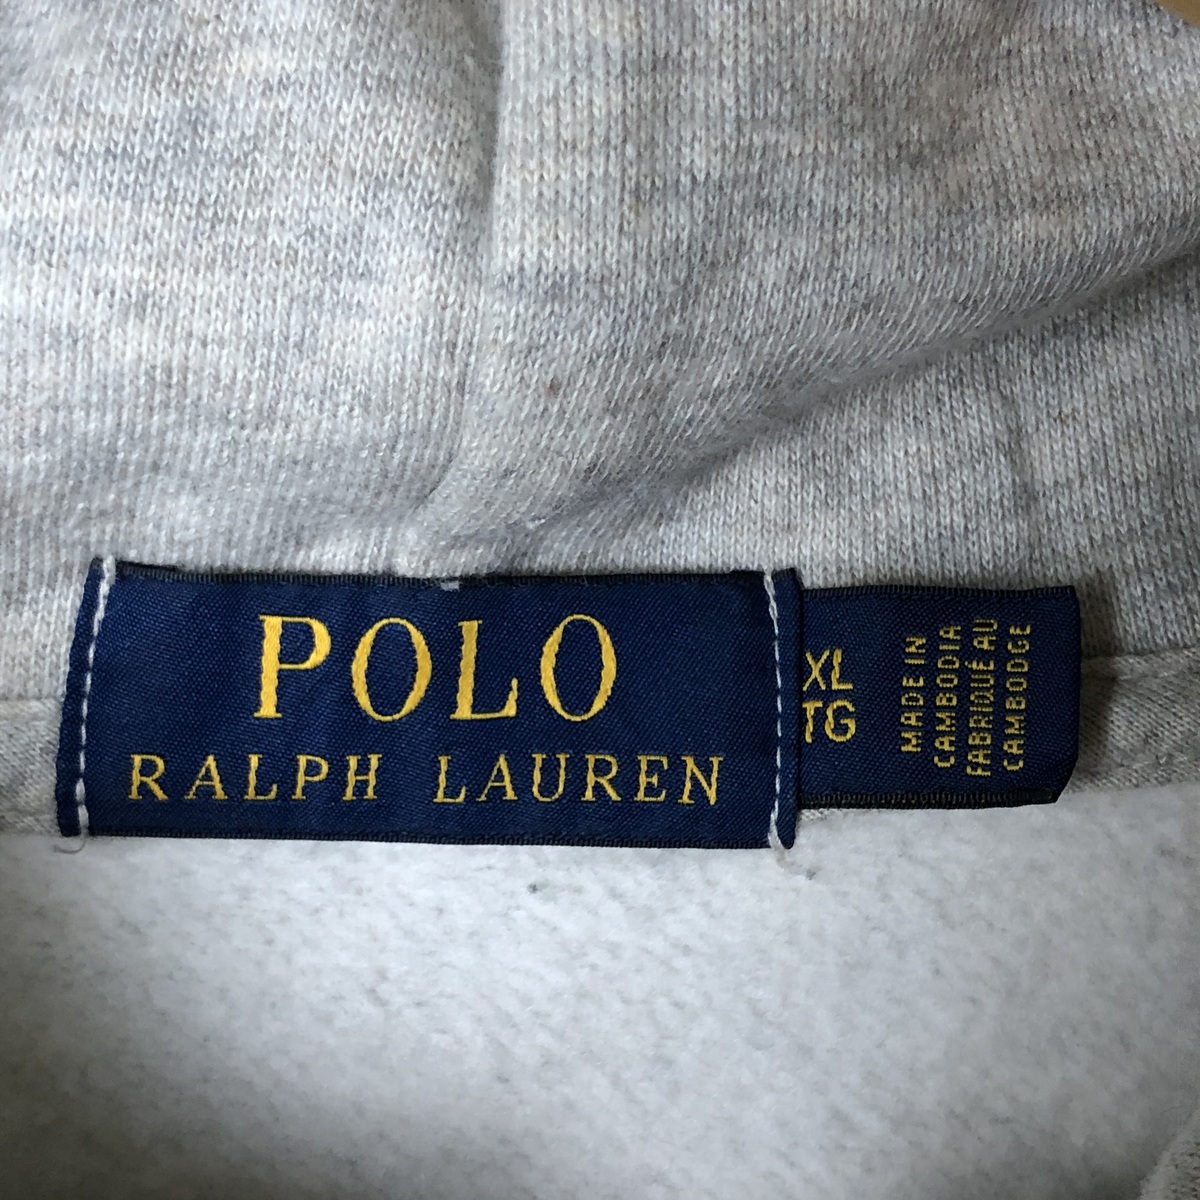 POLO
RALPH LAUREN
XL
TG
MADE IN
CAMBODIA
FABRIQUÉ AU
CAMBODGE